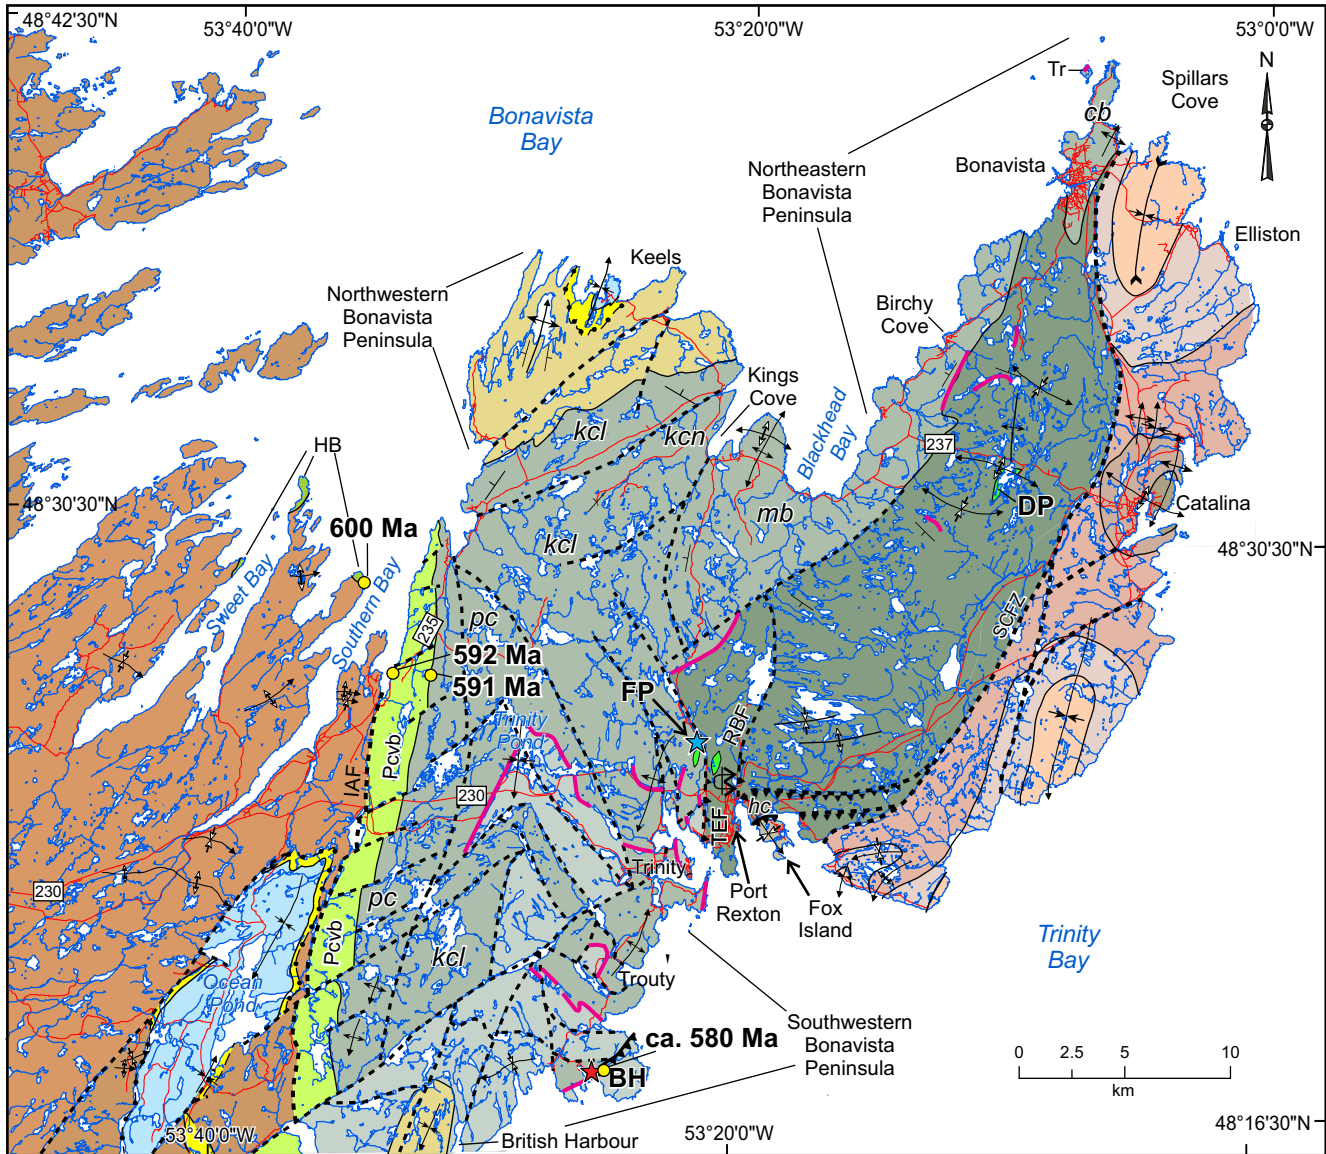 48°42'30"N
53°40'0"W
53°20'0"W
53°0'0"W
N
Tr
Spillars
Cove
cb
Bonavista
Bay
Bonavista
Northeastern
Bonavista
Peninsula
Elliston
Keels
Northwestern
Bonavista
Peninsula
Birchy
Cove
Kings
Cove
Blackhead
Bay
kcl
kcn
237
HB
mb
DP
Catalina
48°30'30"N
600 Ma
kcl
48°30'30"N
Sweet Bay
Southern Bay
235
pc
SCFZ
592 Ma
591 Ma
FP
Trinity
Pond
RBF
Pcvb
IAF
230
hc
TEF
Trinity
230
pc
Port
Rexton
Fox
Island
Pcvb
kcl
Trinity
Bay
Ocean
Pond
Trouty
Southwestern
Bonavista
Peninsula
ca. 580 Ma
0 2.5 5 10
km
BH
48°16'30"N
53°40'0"W
British Harbour
53°20'0"W